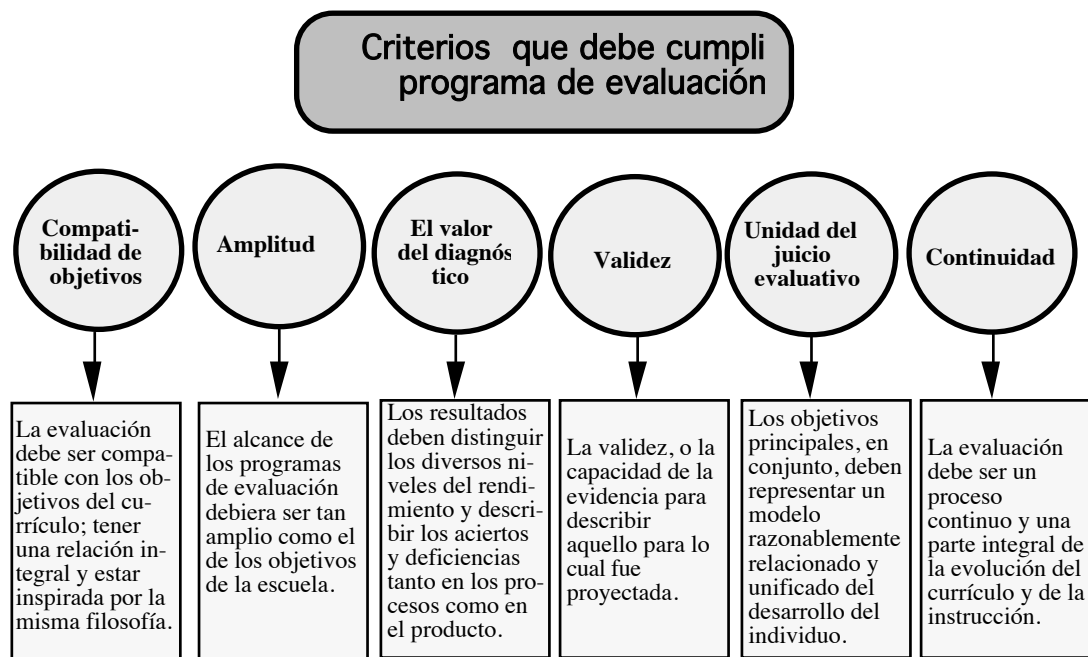 Criterios que debe cumpli
programa de evaluación
Compati-
bilidad de
objetivos
Amplitud
El valor
del diagnós
tico
Validez
Unidad del
juicio
evaluativo
Continuidad
La evaluación
debe ser compa-
tible con los ob-
jetivos del cu-
rrículo; tener
una relación in-
tegral y estar
inspirada por la
misma filosofía.
El alcance de
los programas
de evaluación
debiera ser tan
amplio como el
de los objetivos
de la escuela.
Los resultados
deben distinguir
los diversos ni-
veles del rendi-
miento y descri-
bir los aciertos
y deficiencias
tanto en los pro-
cesos como en
el producto.
La validez, o la
capacidad de la
evidencia para
describir
aquello para lo
cual fue
proyectada.
Los objetivos
principales, en
conjunto, deben
representar un
modelo
razonablemente
relacionado y
unificado del
desarrollo del
individuo.
La evaluación
debe ser un
proceso
continuo y una
parte integral de
la evolución del
currículo y de la
instrucción.